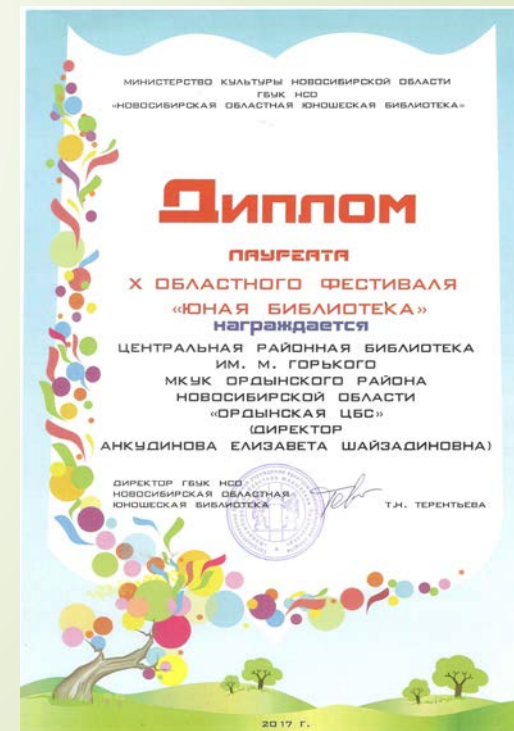 МИНИСТЕРСТВО КУЛЬТУРЫ НОВОСИБИРСКОЙ ОБЛАСТИ
ГБУК НСО
«НОВОСИБИРСКАЯ ОБЛАСТНАЯ ЮНОШЕСКАЯ БИБЛИОТЕКА»
ДИПЛОМ
ЛАУРЕАТА
X ОБЛАСТНОГО ФЕСТИВАЛЯ
«ЮНАЯ БИБЛИОТЕКА»
награждается
ЦЕНТРАЛЬНАЯ РАЙОННАЯ БИБЛИОТЕКА
ИМ. М. ГОРЬКОГО
МКУК ОРДЫНСКОГО РАЙОНА
НОВОСИБИРСКОЙ ОБЛАСТИ
«ОРДЫНСКАЯ ЦБС»
(ДИРЕКТОР
АНКУДИНОВА ЕЛИЗАВЕТА ШАЙЗАДИНОВНА)
ДИРЕКТОР ГБУК НСО
НОВОСИБИРСКАЯ ОБЛАСТНАЯ
ЮНОШЕСКАЯ БИБЛИОТЕКА Т.Н. ТЕРЕНТЬЕВА
2017 Г.